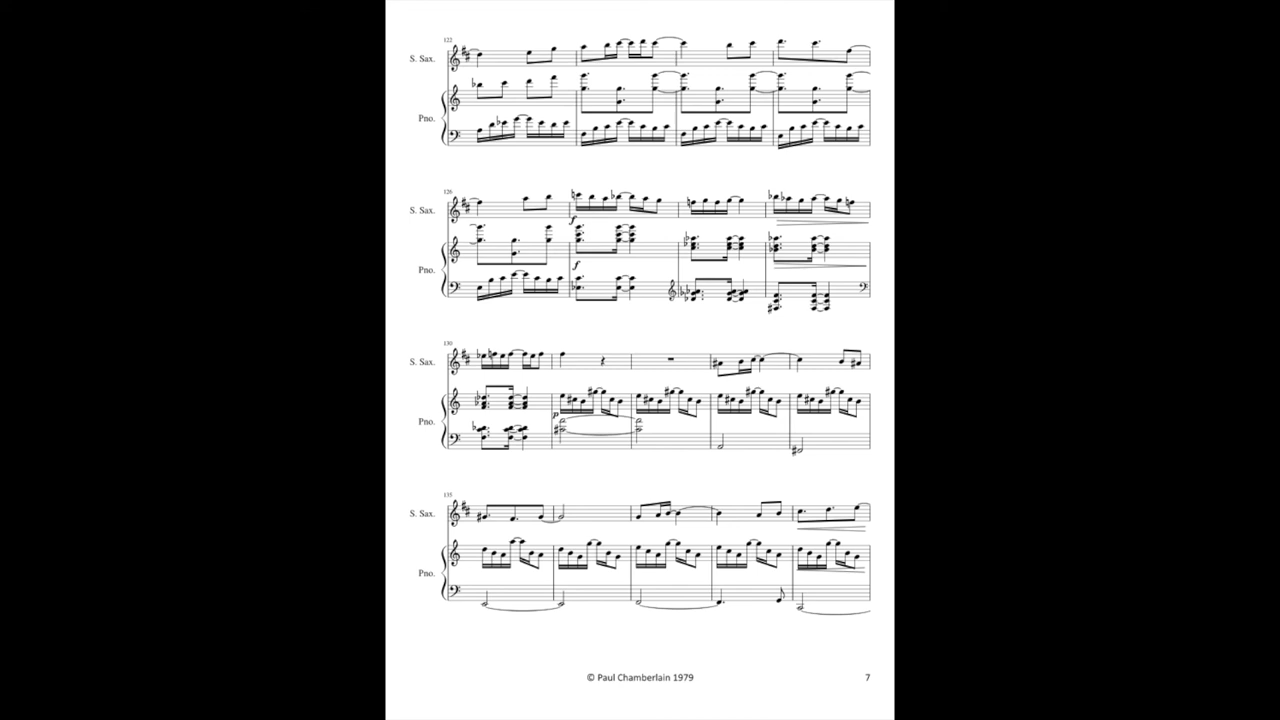 122
S. Sax.
Pno.
126
S. Sax.
f
f
Pno.
130
S. Sax.
p
Pno.
135
S. Sax.
Pno.
© Paul Chamberlain 1979 7